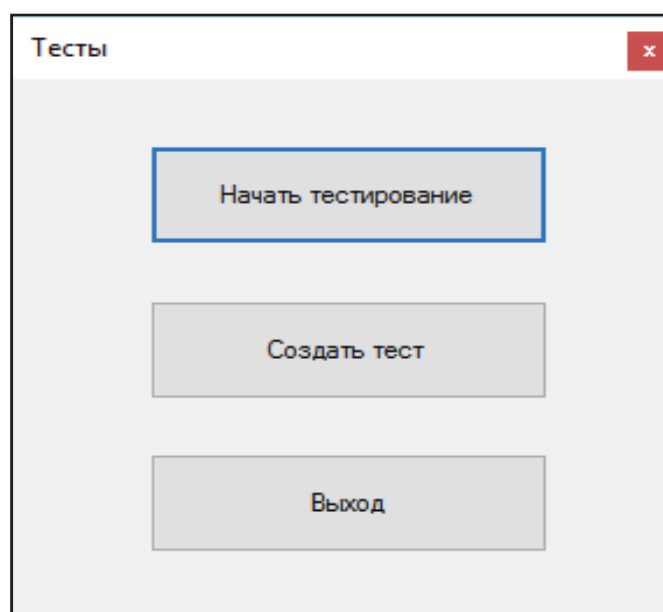 Тесты
x
Начать тестирование
Создать тест
Выход